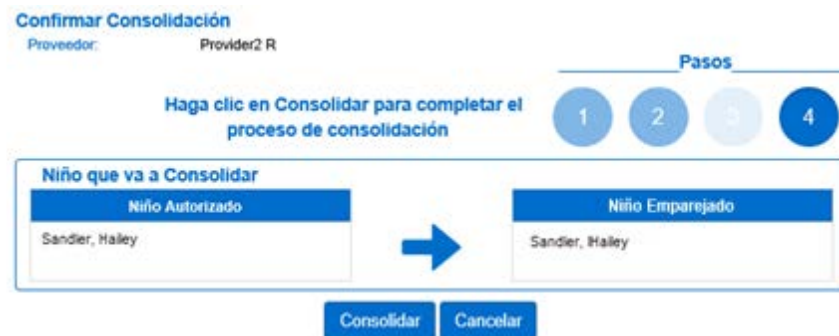 Confirmar Consolidación
Proveedor: Provider2 R
Pasos
Haga clic en Consolidar para completar el
proceso de consolidación
1 2 3 4
Niño que va a Consolidar
Niño Autorizado Niño Emparejado
Sandler, Hailey Sandler, Hailey
Consolidar Cancelar